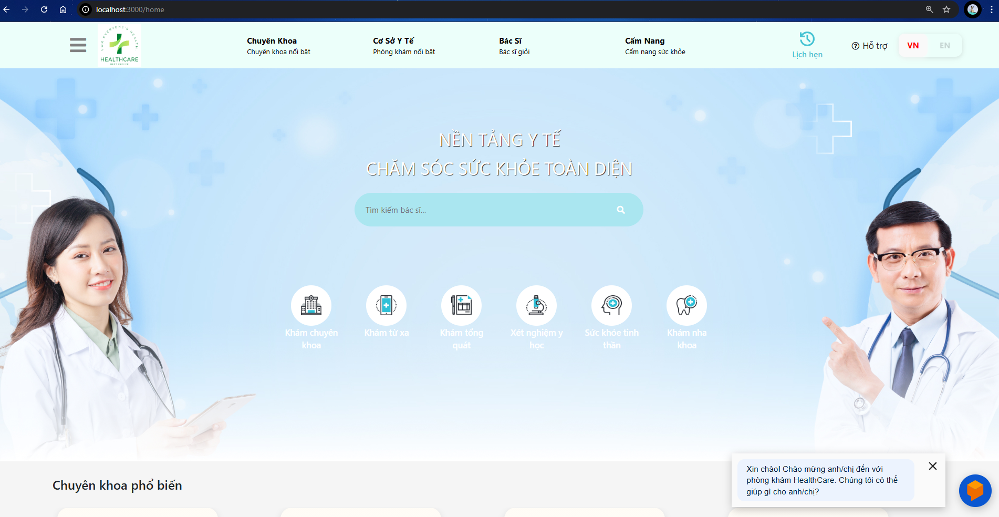 localhost:3000/home
FOR EVERYONE'S HEALTH
HEALTHCARE
BEST CHOICE
Chuyên Khoa
Chuyên khoa nổi bật
Cơ Sở Y Tế
Phòng khám nổi bật
Bác Sĩ
Bác sĩ giỏi
Cẩm Nang
Cẩm nang sức khỏe
Lịch hẹn
Hỗ trợ
VN
EN
NỀN TẢNG Y TẾ
CHĂM SÓC SỨC KHỎE TOÀN DIỆN
Tìm kiếm bác sĩ...
Khám chuyên
khoa
Khám từ xa
Khám tổng
quát
Xét nghiệm y
học
Sức khỏe tinh
thần
Khám nha
khoa
Chuyên khoa phổ biến
Xin chào! Chào mừng anh/chị đến với
phòng khám HealthCare. Chúng tôi có thể
giúp gì cho anh/chị?